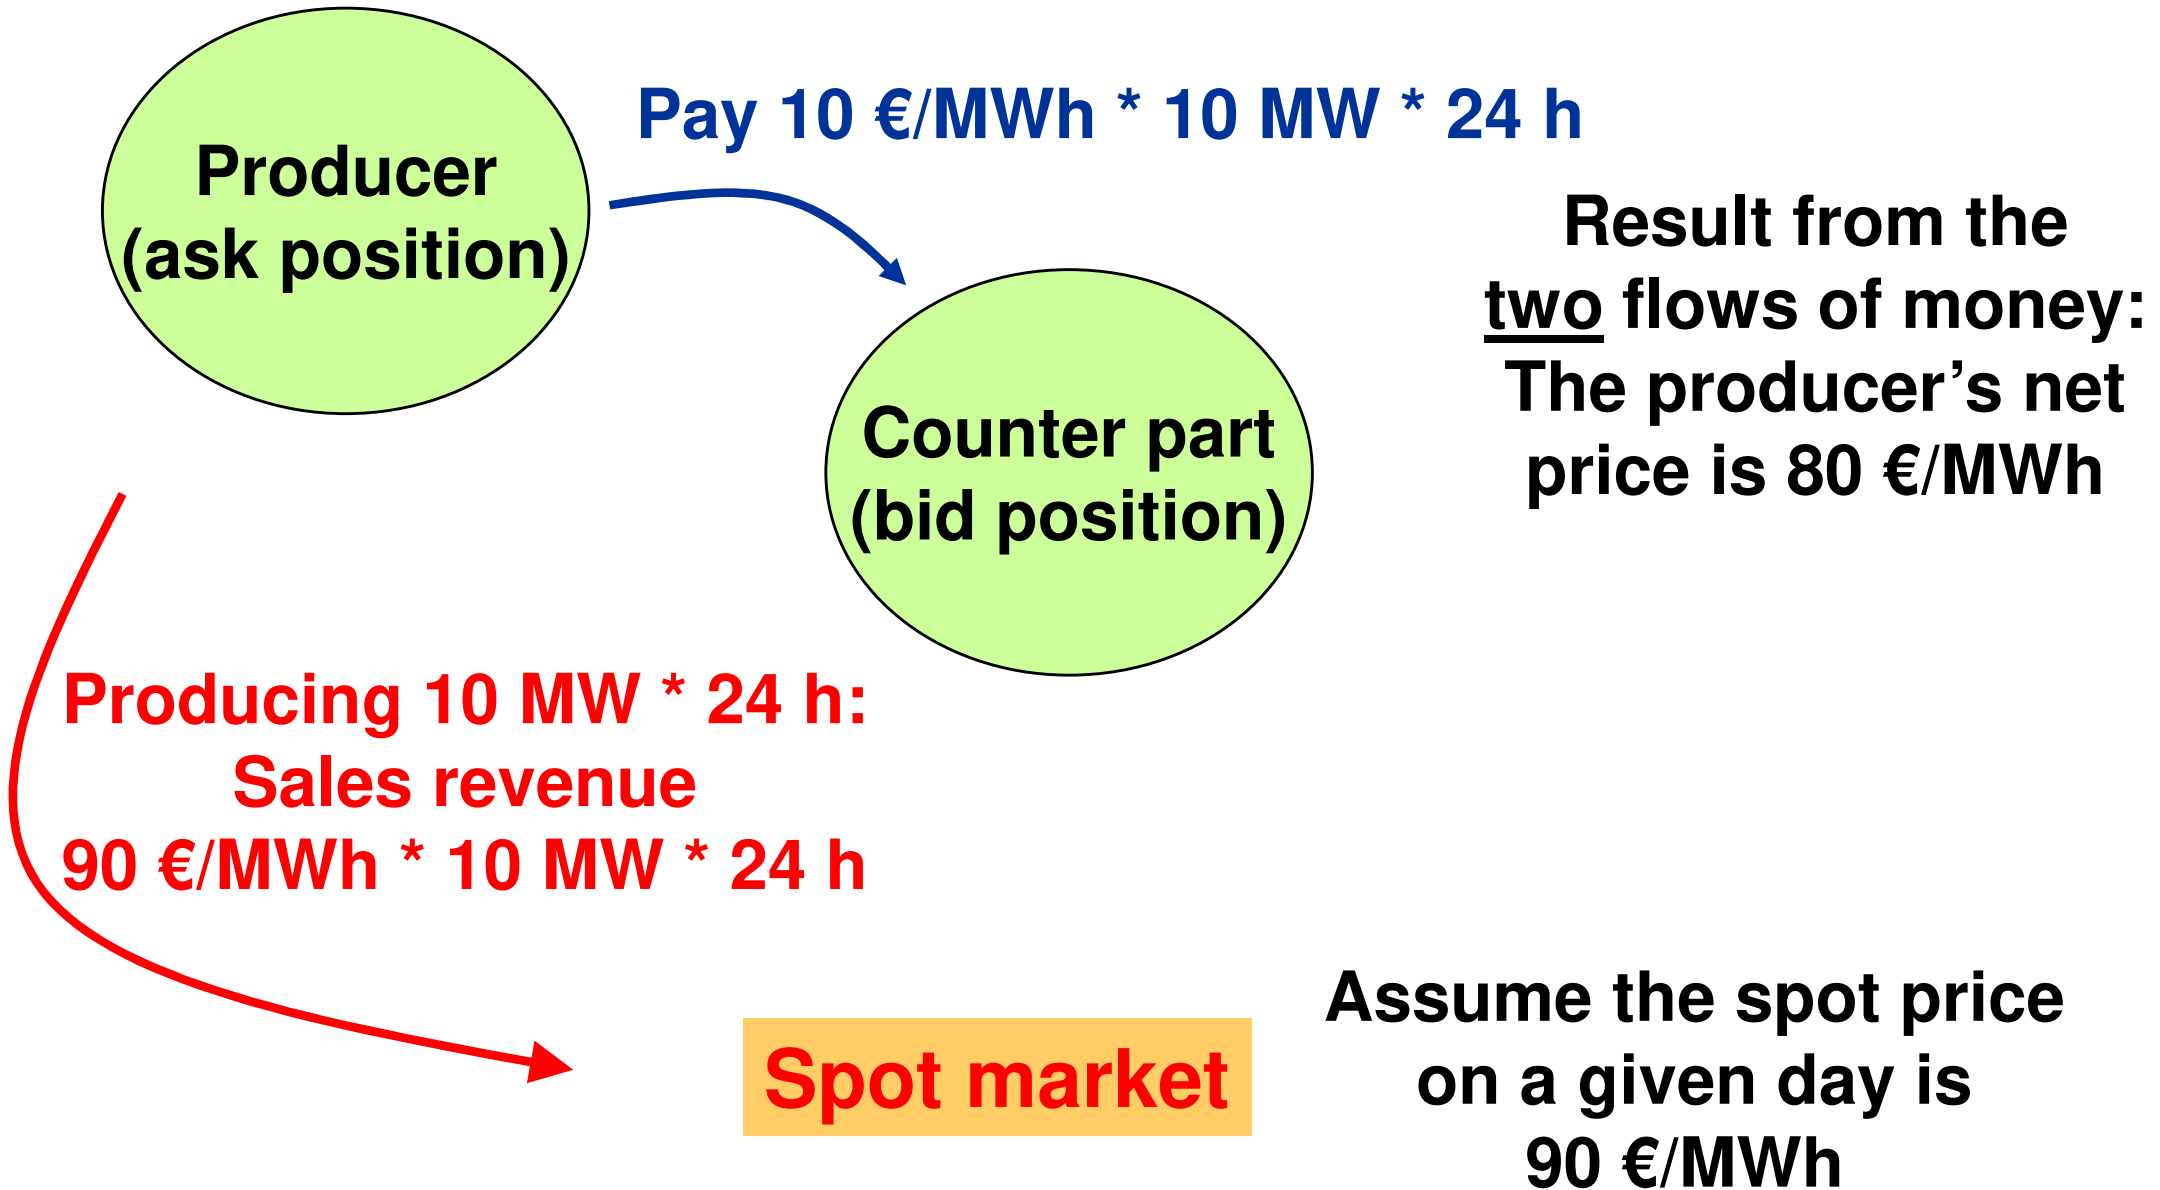 Producer
(ask position)
Pay 10 €/MWh * 10 MW * 24 h
Counter part
(bid position)
Result from the
two flows of money:
The producer’s net
price is 80 €/MWh
Producing 10 MW * 24 h:
Sales revenue
90 €/MWh * 10 MW * 24 h
Spot market
Assume the spot price
on a given day is
90 €/MWh